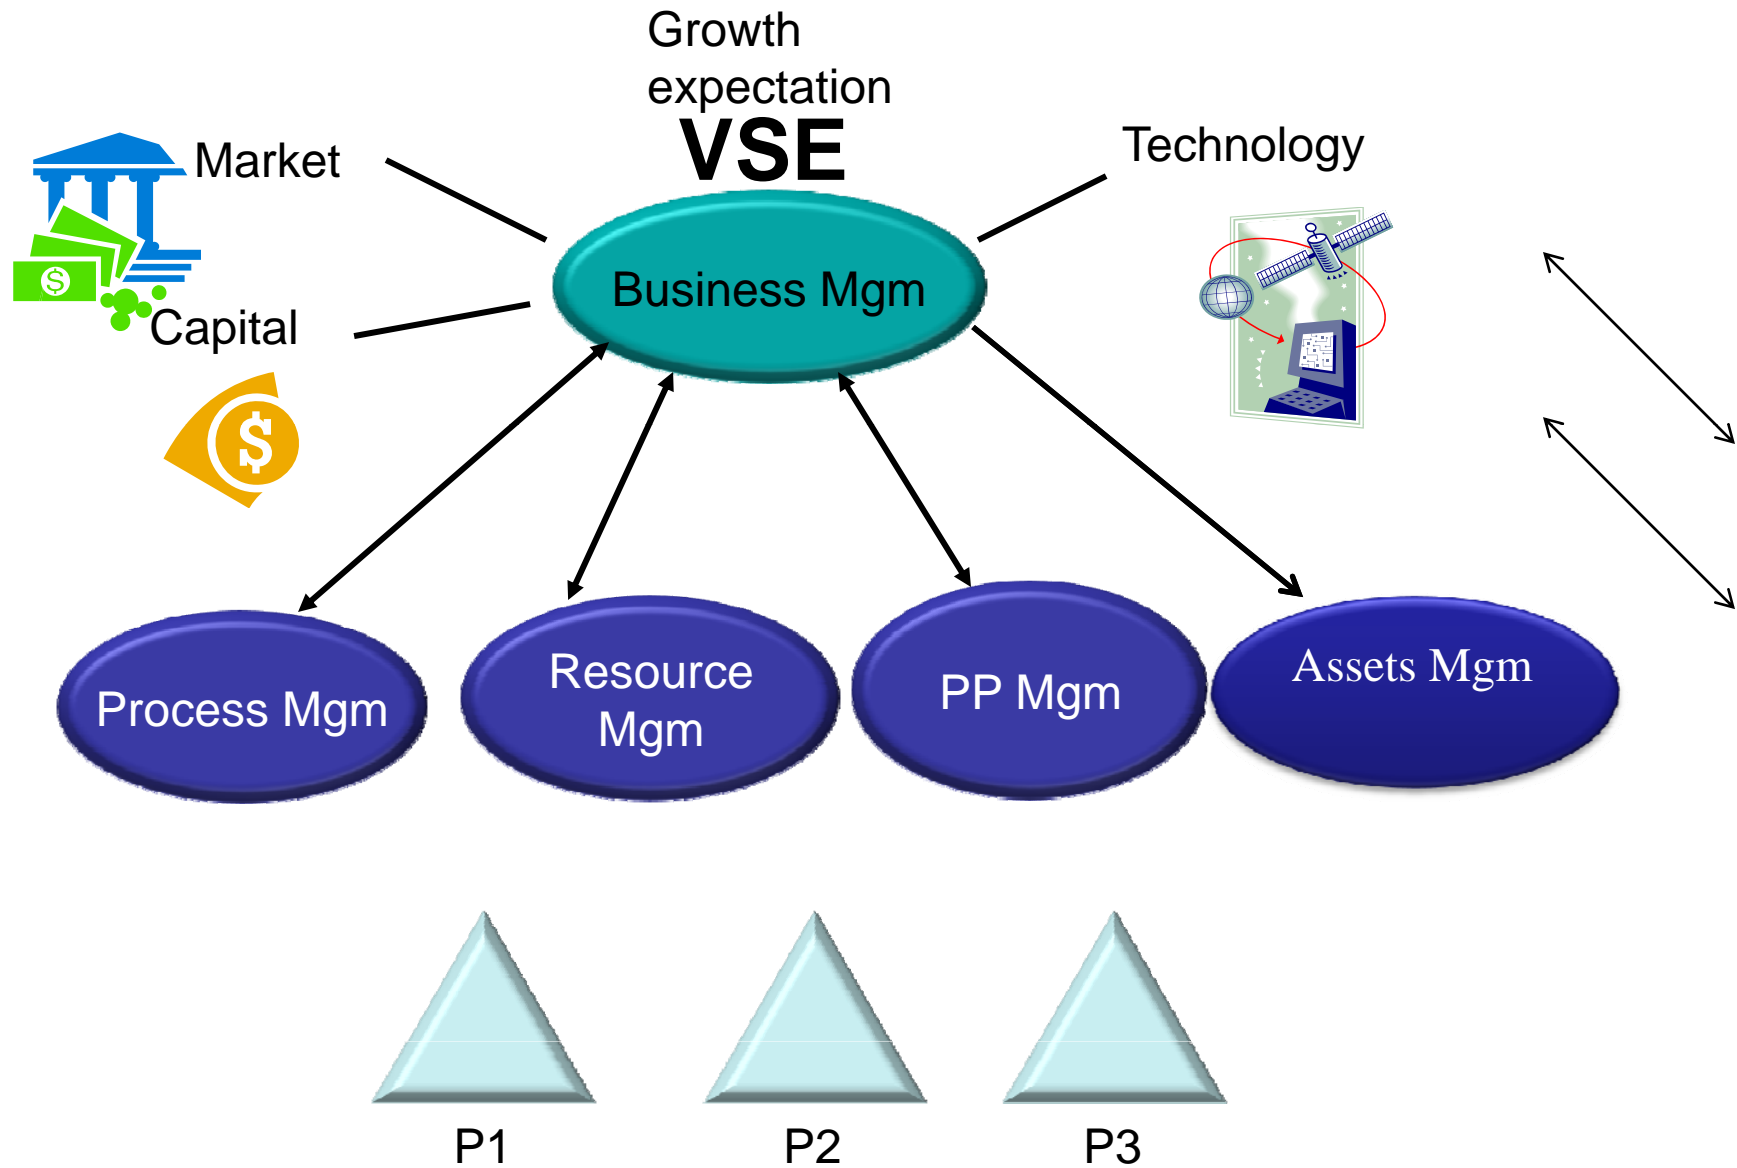 Growth
expectation
VSE
Market
Technology
Business Mgm
$
Capital
$
Process Mgm
Resource
Mgm
PP Mgm
Assets Mgm
P1
P2
P3